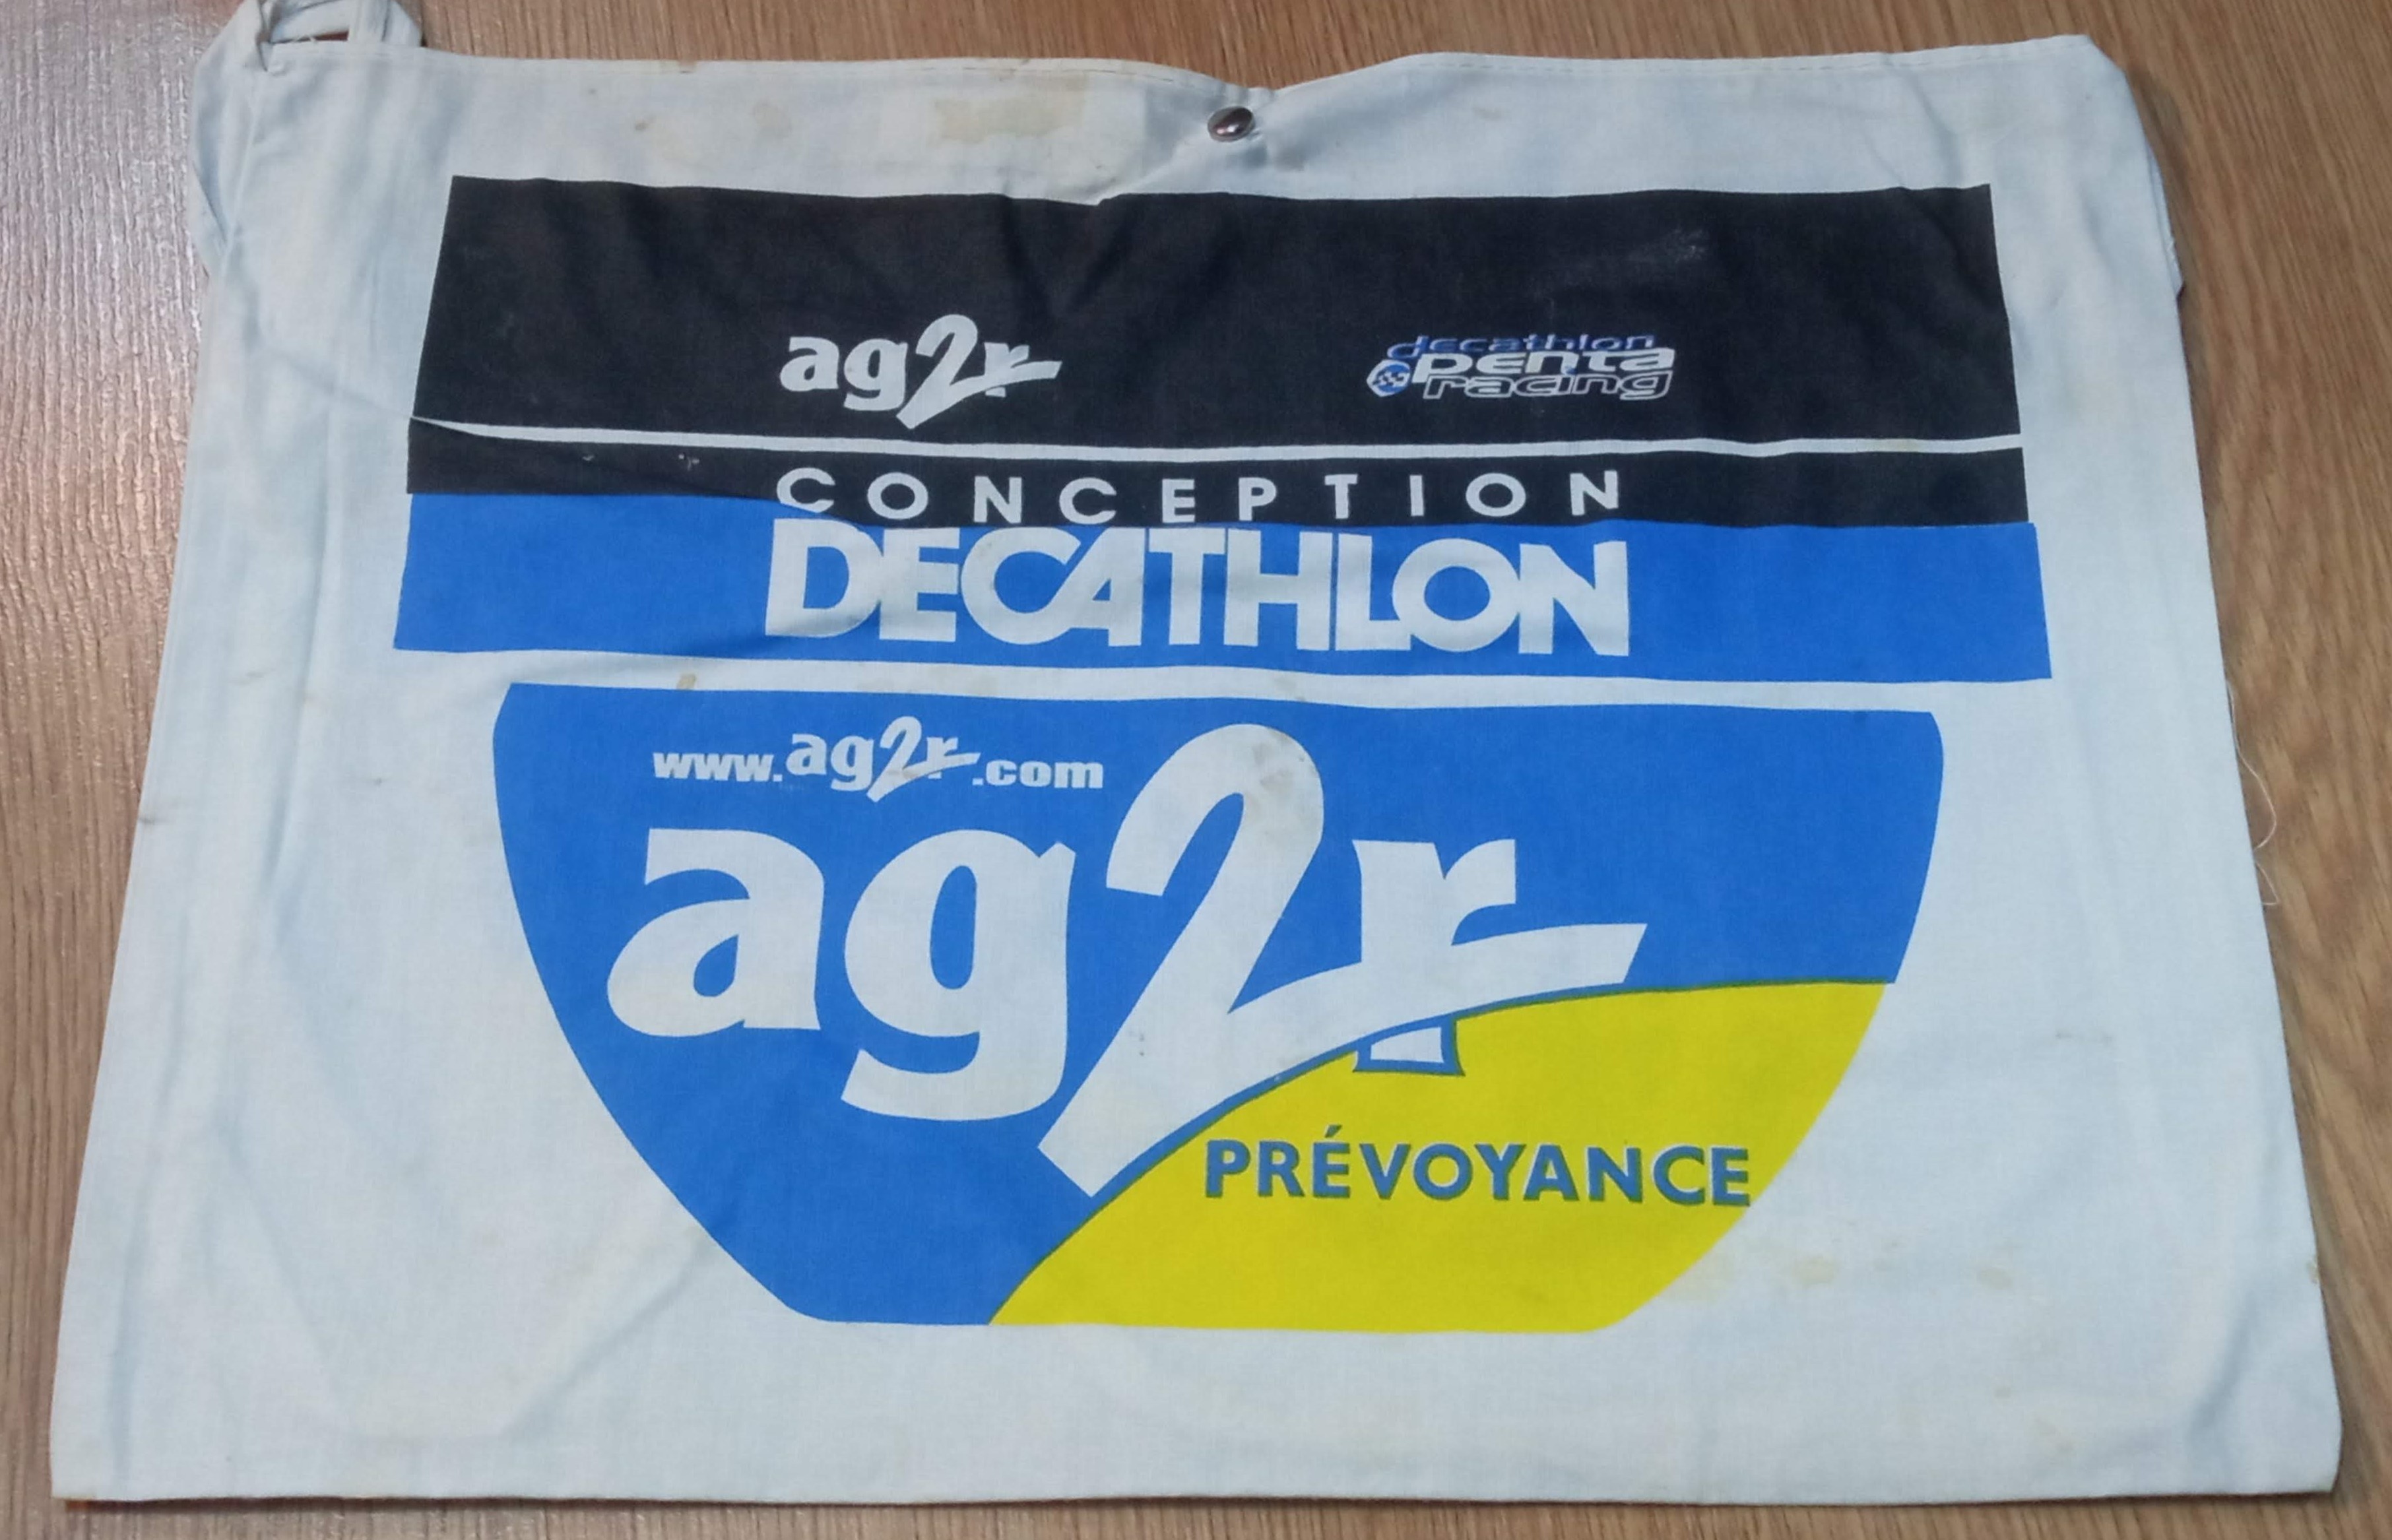 ag2r
decathlon
penta
racing
CONCEPTION
DECATHLON
www.ag2r.com
ag2r
PRÉVOYANCE